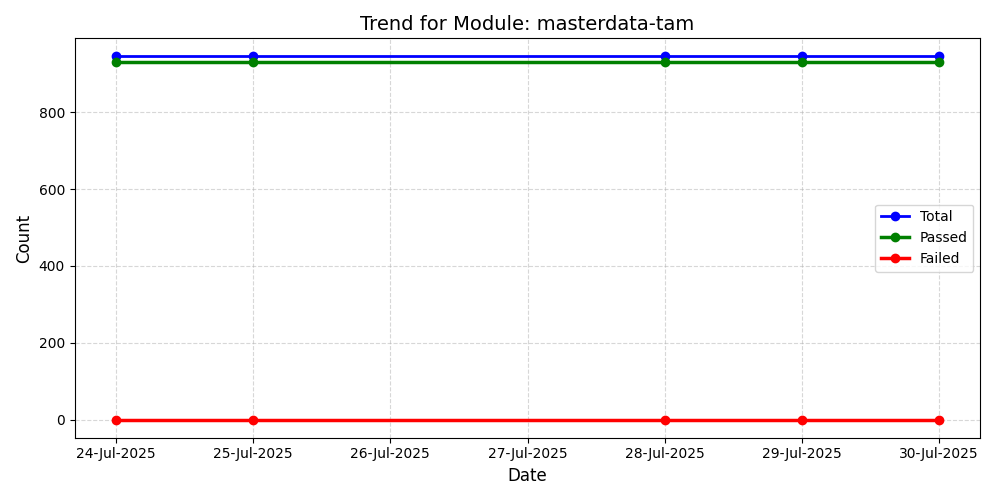 Trend for Module: masterdata-tam
Count
800
600
400
200
0
Total
Passed
Failed
24-Jul-2025 25-Jul-2025 26-Jul-2025 27-Jul-2025 28-Jul-2025 29-Jul-2025 30-Jul-2025
Date